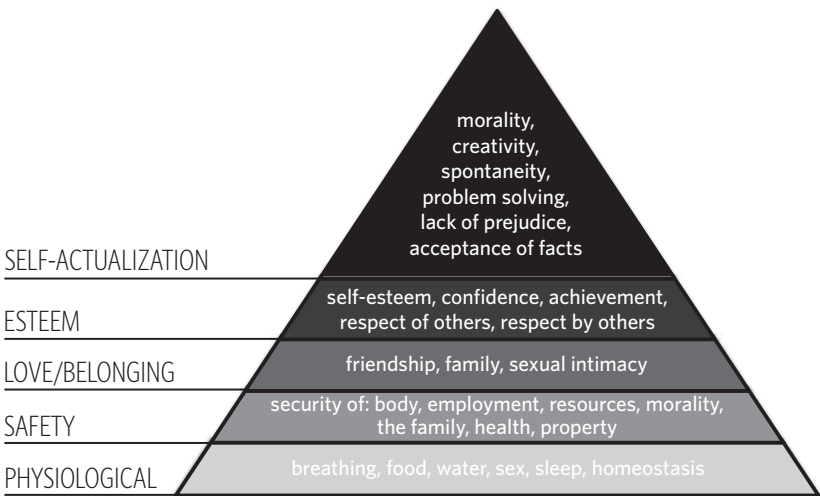 morality,
creativity,
spontaneity,
problem solving,
lack of prejudice,
acceptance of facts
SELF-ACTUALIZATION
self-esteem, confidence, achievement,
respect of others, respect by others
ESTEEM
friendship, family, sexual intimacy
LOVE/BELONGING
security of: body, employment, resources, morality,
the family, health, property
SAFETY
breathing, food, water, sex, sleep, homeostasis
PHYSIOLOGICAL